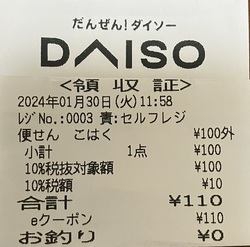 だんぜん!ダイソー
DAISO
<領収証>
2024年01月30日(火)11:58
レジNo.:0003 責:セルフレジ
便せん こはく ¥100外
小計 1点 ¥100
10%税抜対象額 ¥100
10%税額 ¥10
合計 ¥110
eクーポン ¥110
お釣り ¥0